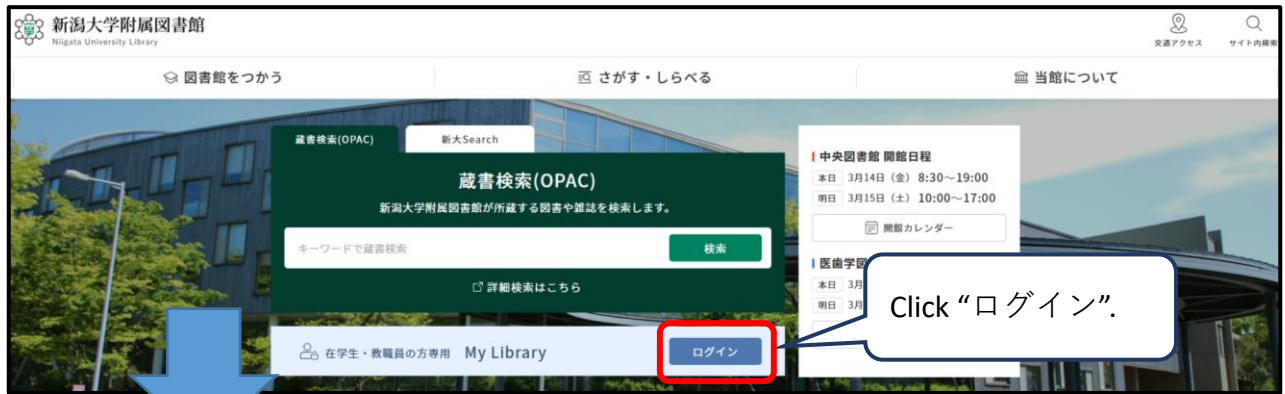 新潟大学附属図書館
Niigata University Library
交通アクセス
サイト内検索
図書館をつかう
さがす・しらべる
当館について
蔵書検索(OPAC)
新大Search
蔵書検索(OPAC)
新潟大学附属図書館が所蔵する図書や雑誌を検索します。
キーワードで蔵書検索
検索
詳細検索はこちら
在学生・教職員の方専用 My Library
ログイン
中央図書館 開館日程
本日 3月14日（金） 8:30～19:00
明日 3月15日（土） 10:00～17:00
開館カレンダー
医歯学図
本日 3月
明日 3月
Click “ログイン”.